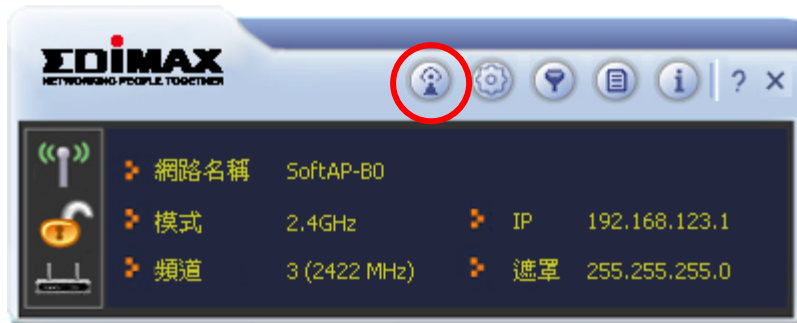 EDIMAX
NETWORKING PEOPLE TOGETHER
? ×
網路名稱 SoftAP-B0
模式 2.4GHz IP 192.168.123.1
頻道 3 (2422 MHz) 遮罩 255.255.255.0